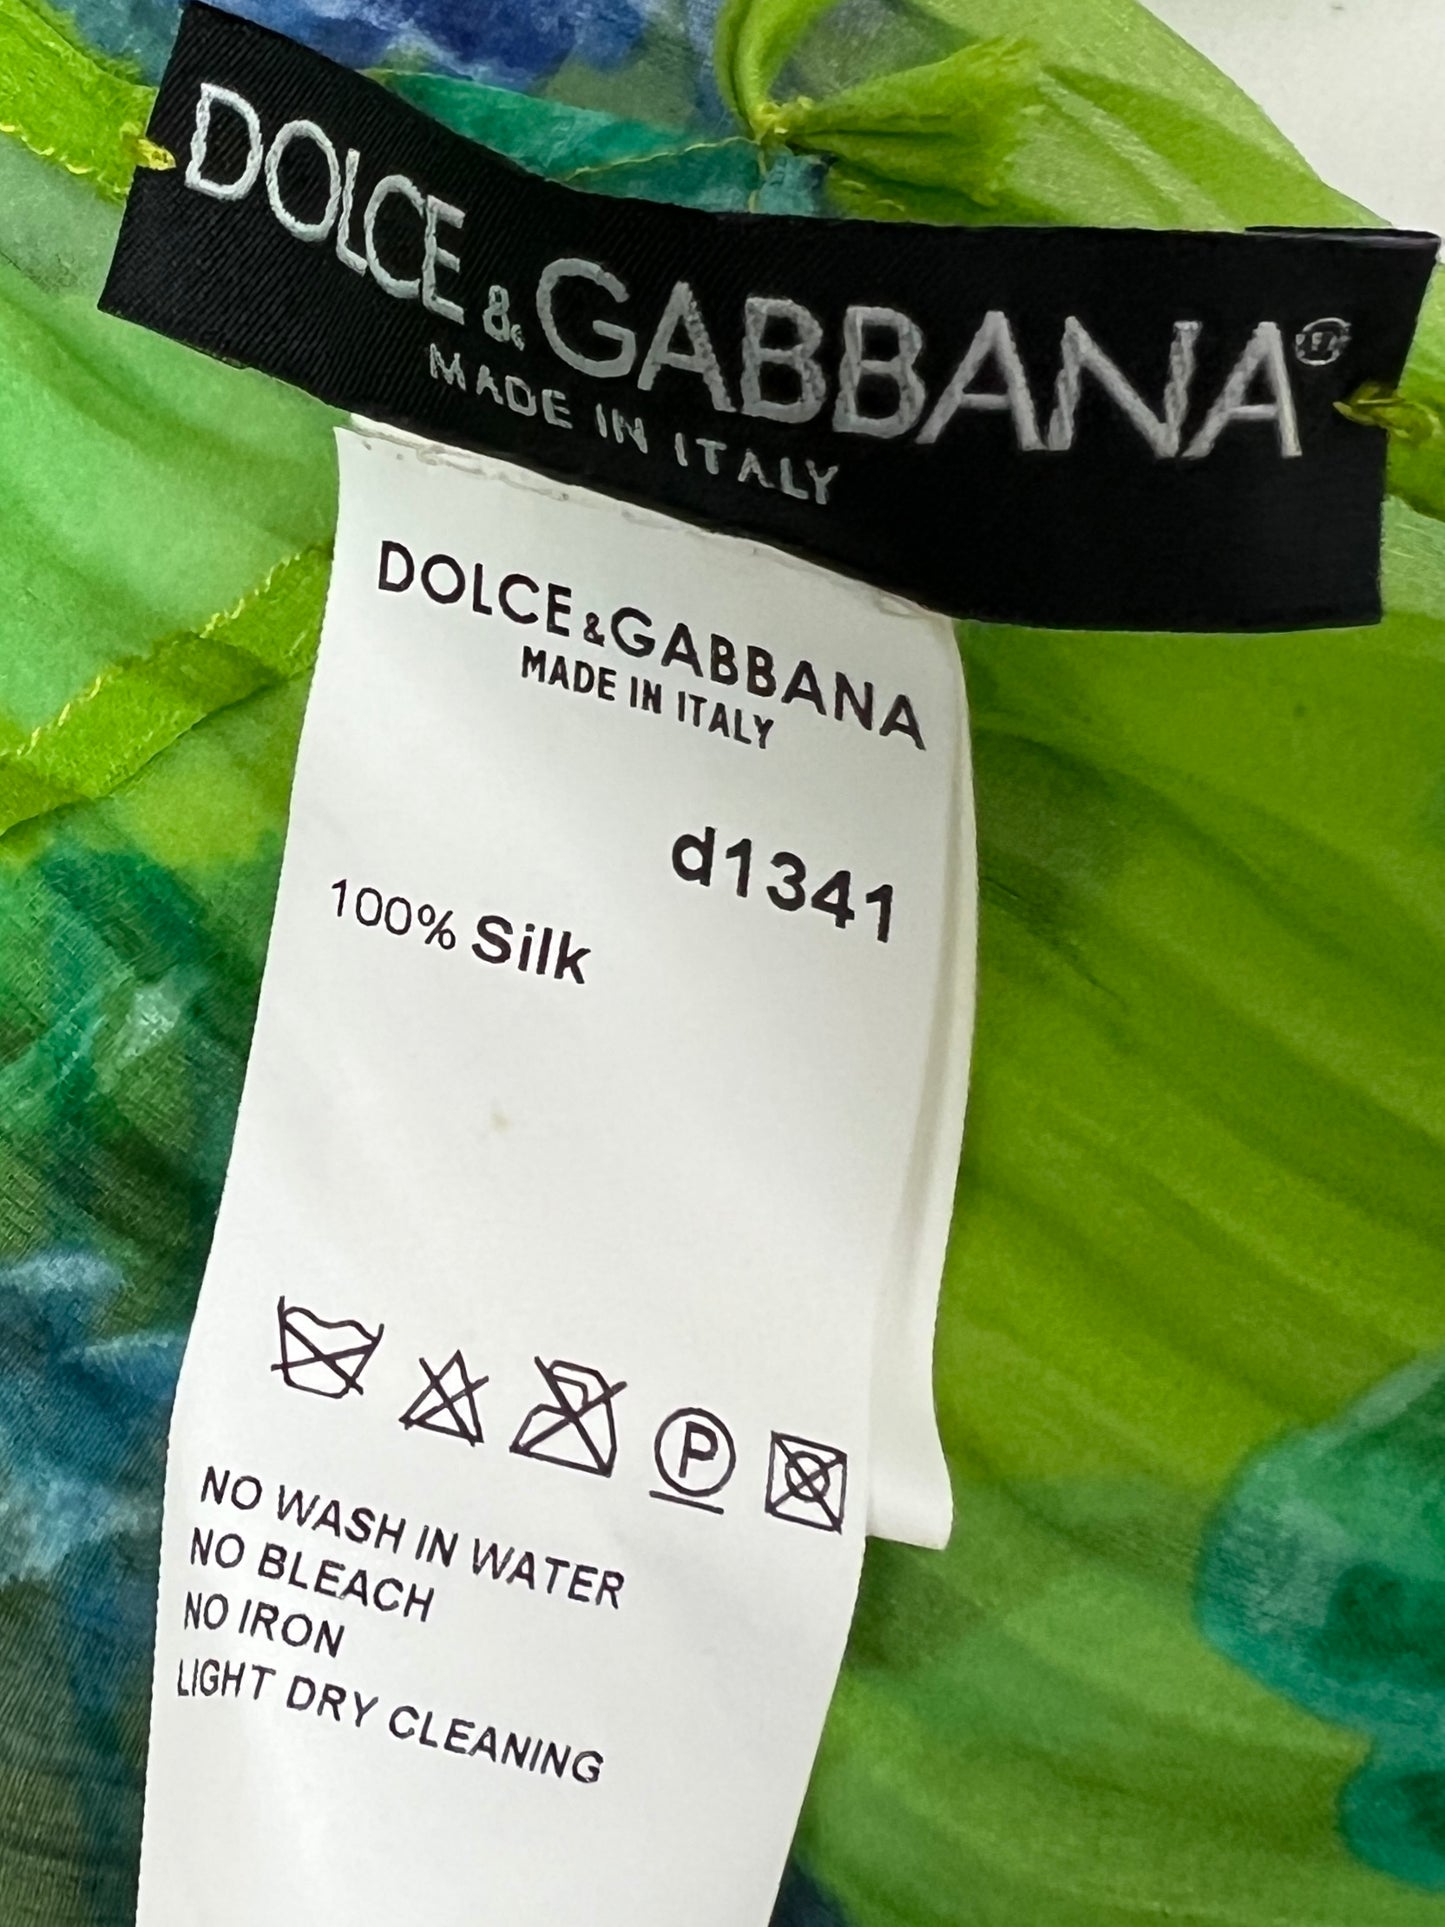 DOLCE & GABBANA
MADE IN ITALY
DOLCE & GABBANA
MADE IN ITALY
d1341
100% Silk
P
NO WASH IN WATER
NO BLEACH
NO IRON
LIGHT DRY CLEANING